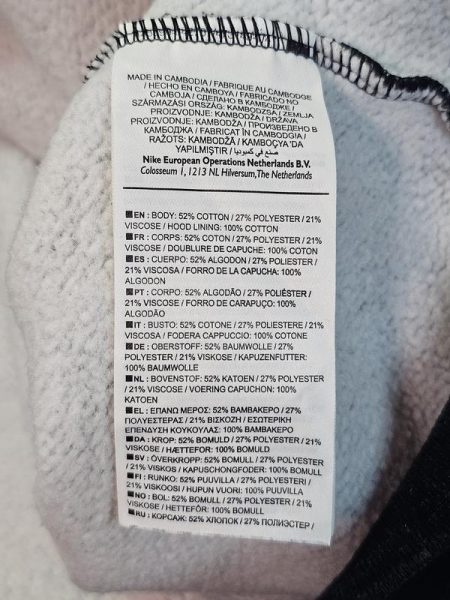 MADE IN CAMBODIA / FABRIQUE AU CAMBODGE
/ HECHO EN CAMBOYA / FABRICADO NO
CAMBOJA / СДЕЛАНО В КАМБОДЖЕ /
SZÁRMAZÁSI ORSZÁG: KAMBODZSA / ZEMLJA
PROIZVODNJE: KAMBODŽA / DRŽAVA
PROIZVODNJE: KAMBODŽA / ПРОИЗВЕДЕНО В
КАМБОДЖА / FABRICAT ÎN CAMBODGIA /
RAŽOTS: KAMBODŽĀ / KAMBOÇYA 'DA
YAPILMIŞTIR / صنع في كمبوديا
Nike European Operations Netherlands B.V.
Colosseum 1, 1213 NL Hilversum, The Netherlands
EN : BODY: 52% COTTON / 27% POLYESTER / 21%
VISCOSE / HOOD LINING: 100% COTTON
FR : CORPS: 52% COTON / 27% POLYESTER / 21%
VISCOSE / DOUBLURE DE CAPUCHE: 100% COTON
ES : CUERPO: 52% ALGODON / 27% POLIESTER /
21% VISCOSA / FORRO DE LA CAPUCHA: 100%
ALGODON
PT : CORPO: 52% ALGODÃO / 27% POLIÉSTER /
21% VISCOSE / FORRO DE CARAPUÇO: 100%
ALGODÃO
IT : BUSTO: 52% COTONE / 27% POLIESTERE / 21%
VISCOSA / FODERA CAPPUCCIO: 100% COTONE
DE : OBERSTOFF: 52% BAUMWOLLE / 27%
POLYESTER / 21% VISKOSE / KAPUZENFUTTER:
100% BAUMWOLLE
NL : BOVENSTOF: 52% KATOEN / 27% POLYESTER
/ 21% VISCOSE / VOERING CAPUCHON: 100%
KATOEN
EL : ΕΠΑΝΩ ΜΕΡΟΣ: 52% ΒΑΜΒΑΚΕΡΟ / 27%
ΠΟΛΥΕΣΤΕΡΑΣ / 21% ΒΙΣΚΟΖΗ / ΕΣΩΤΕΡΙΚΗ
ΕΠΕΝΔΥΣΗ ΚΟΥΚΟΥΛΑΣ: 100% ΒΑΜΒΑΚΕΡΟ
DA : KROP: 52% BOMULD / 27% POLYESTER / 21%
VISKOSE / HÆTTEFOR: 100% BOMULD
SV : ÖVERKROPP: 52% BOMULL / 27% POLYESTER
/ 21% VISKOS / KAPUSCHONGFODER: 100% BOMULL
FI : RUNKO: 52% PUUVILLA / 27% POLYESTERI /
21% VISKOOSI / HUPUN VUORI: 100% PUUVILLA
NO : BOL: 52% BOMULL / 27% POLYESTER / 21%
VISKOSE / HETTEFÔR: 100% BOMULL
RU : КОРСАЖ: 52% ХЛОПОК / 27% ПОЛИЭСТЕР /